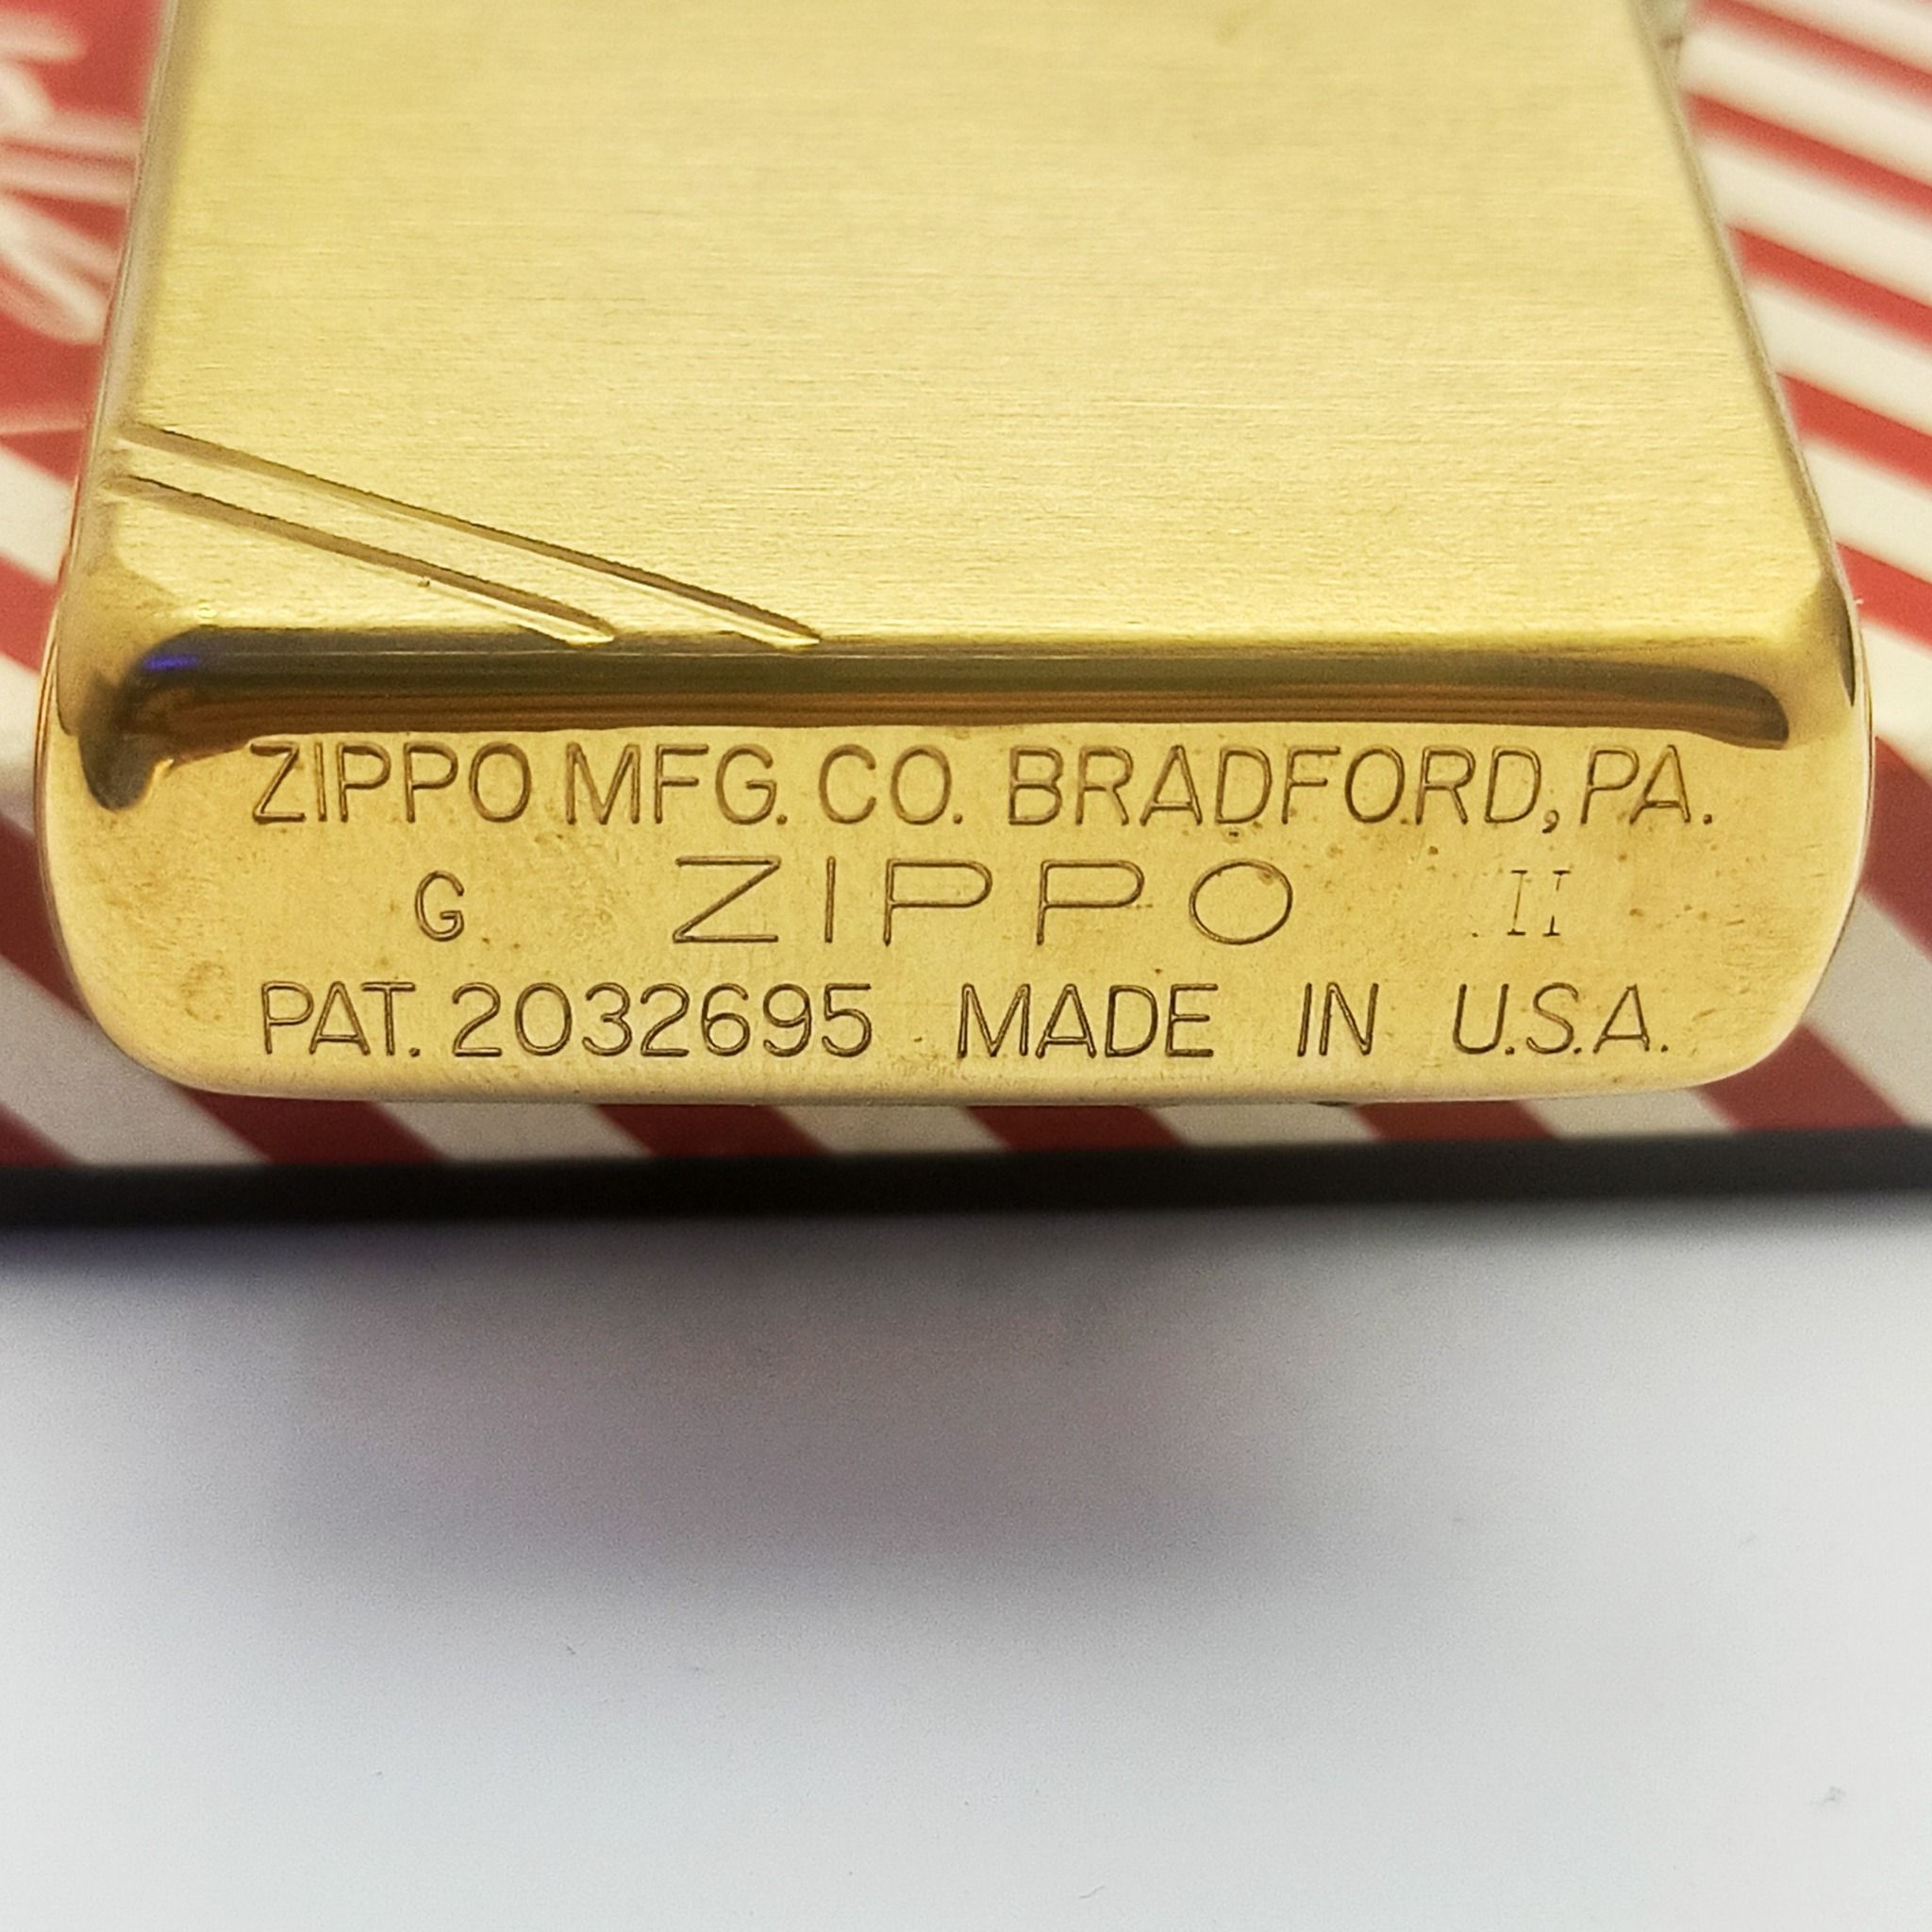 ZIPPO MFG. CO. BRADFORD, PA.
G ZIPPO II
PAT. 2032695 MADE IN U.S.A.